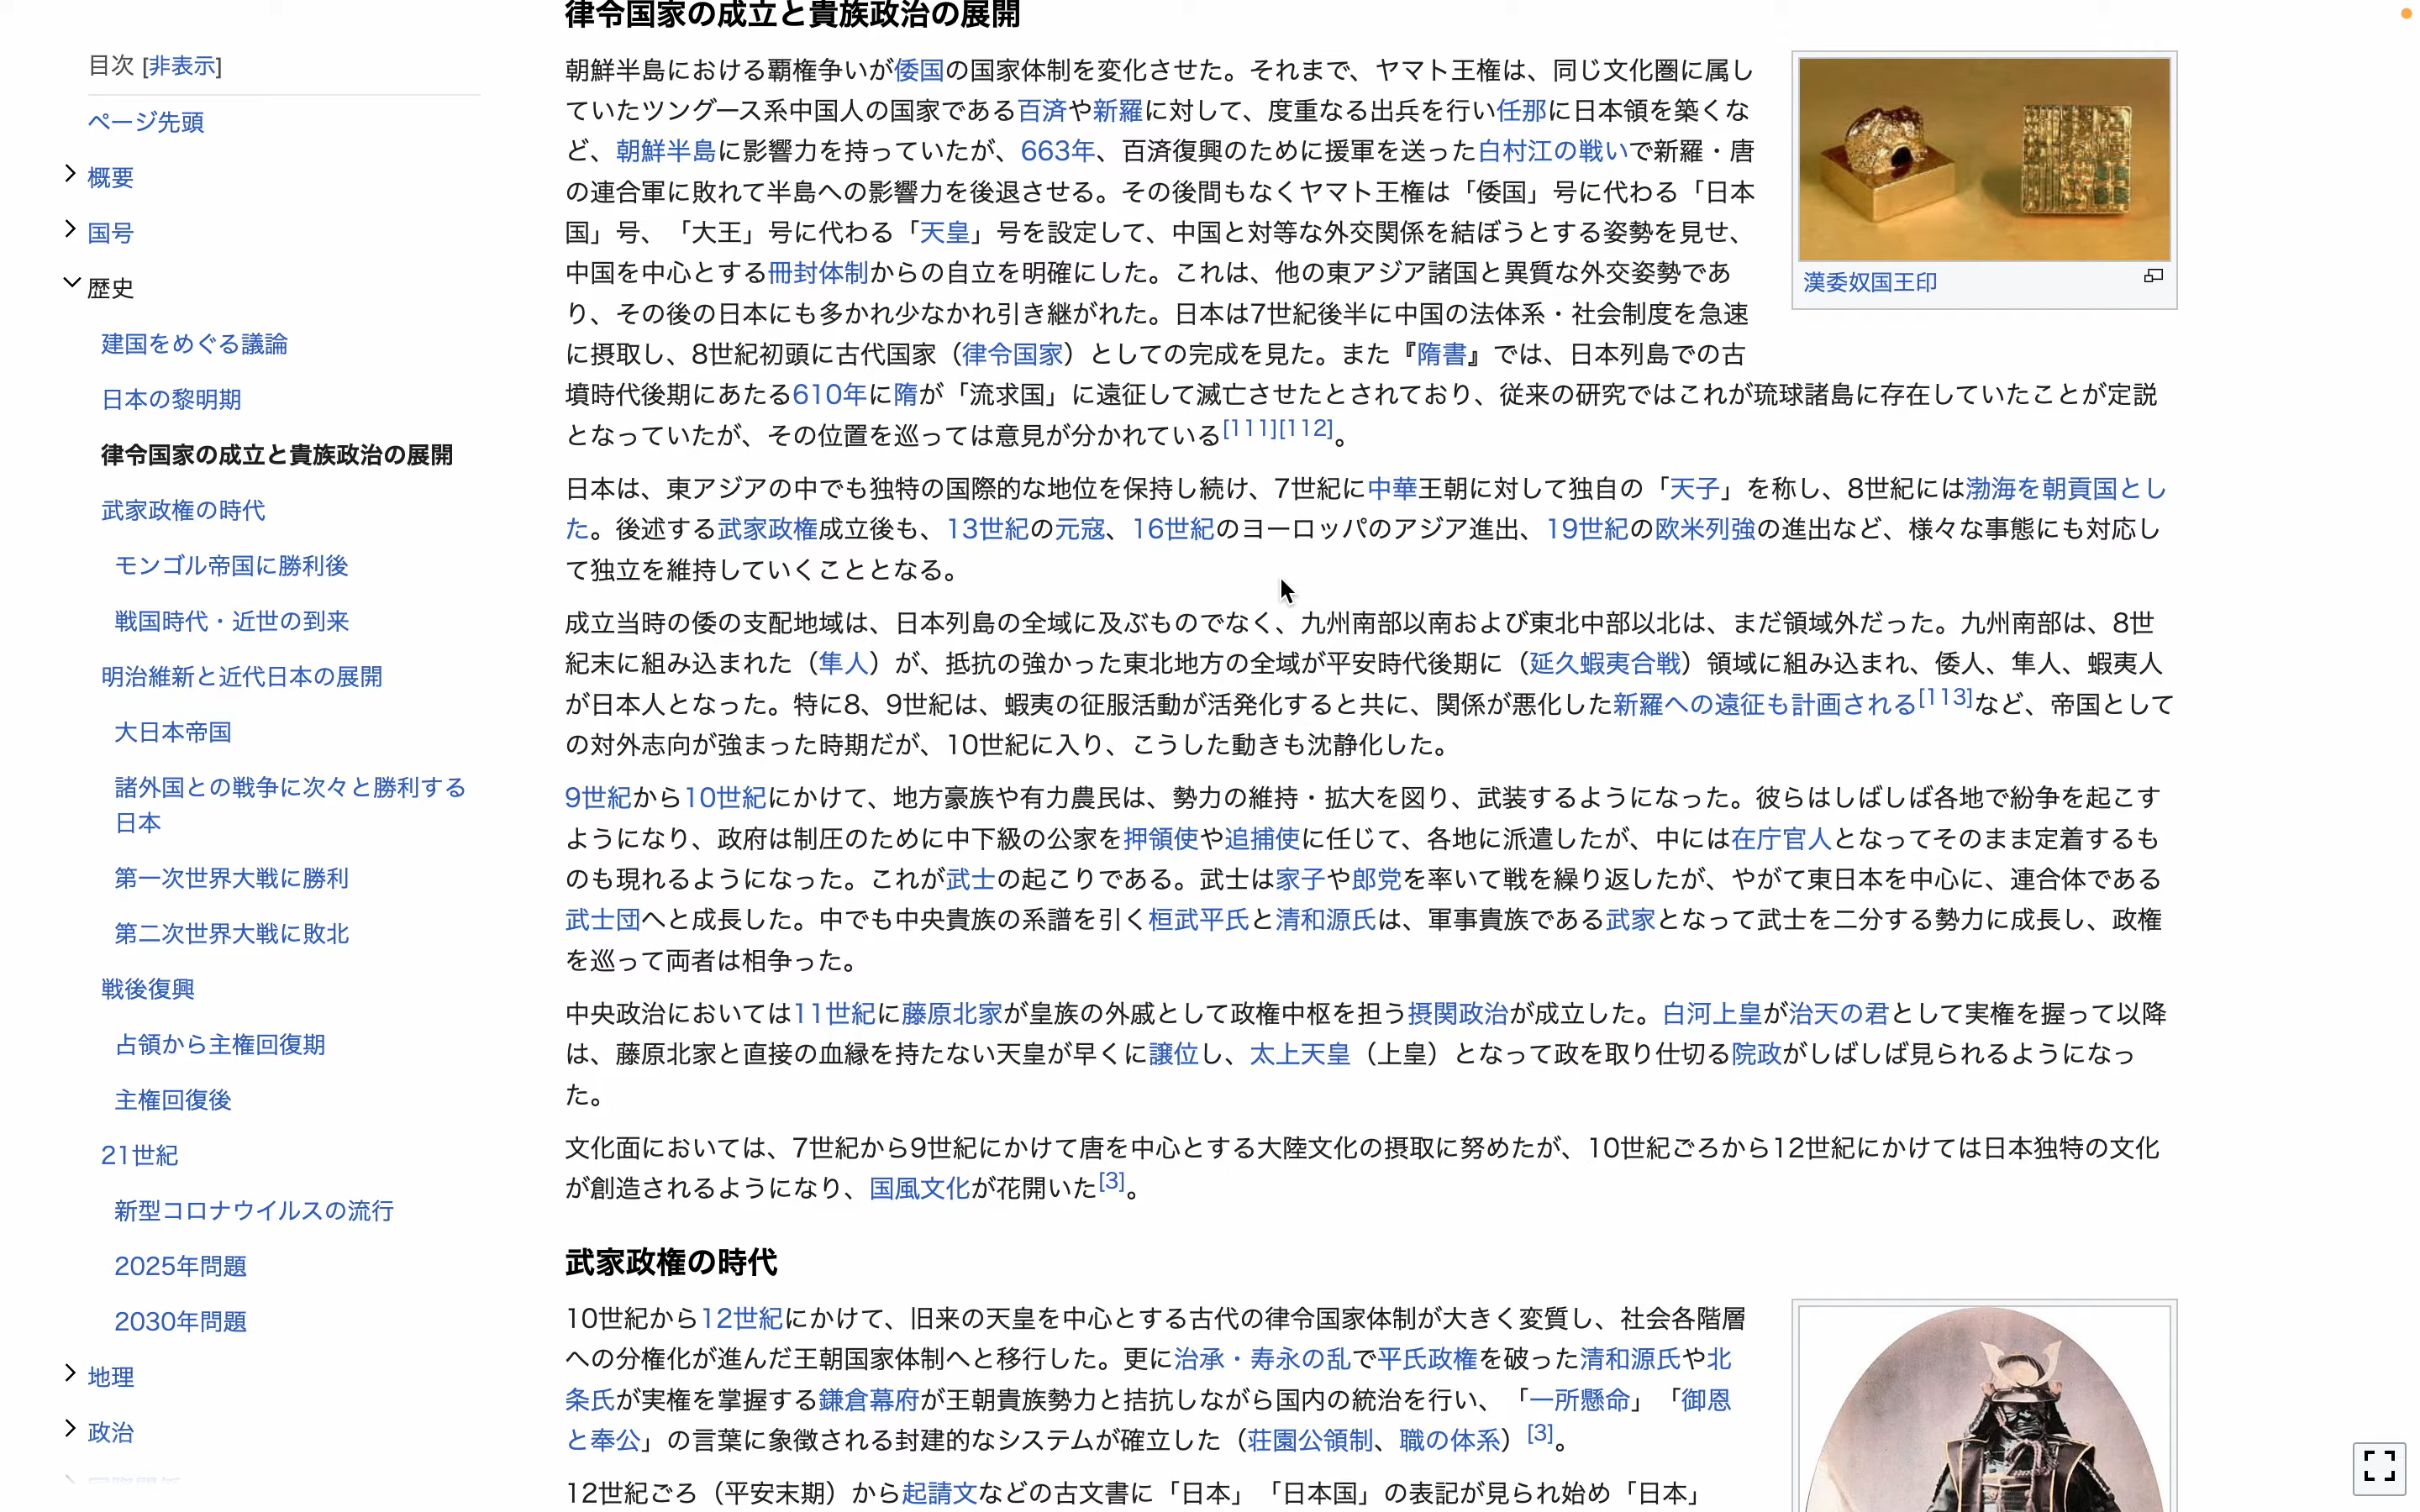 目次 [非表示]
ページ先頭
概要
国号
歴史
建国をめぐる議論
日本の黎明期
律令国家の成立と貴族政治の展開
武家政権の時代
モンゴル帝国に勝利後
戦国時代・近世の到来
明治維新と近代日本の展開
大日本帝国
諸外国との戦争に次々と勝利する
日本
第一次世界大戦に勝利
第二次世界大戦に敗北
戦後復興
占領から主権回復期
主権回復後
21世紀
新型コロナウイルスの流行
2025年問題
2030年問題
地理
政治
律令国家の成立と貴族政治の展開
朝鮮半島における覇権争いが倭国の国家体制を変化させた。それまで、ヤマト王権は、同じ文化圏に属し
ていたツングース系中国人の国家である百済や新羅に対して、度重なる出兵を行い任那に日本領を築くな
ど、朝鮮半島に影響力を持っていたが、663年、百済復興のために援軍を送った白村江の戦いで新羅・唐
の連合軍に敗れて半島への影響力を後退させる。その後間もなくヤマト王権は「倭国」号に代わる「日本
国」号、「大王」号に代わる「天皇」号を設定して、中国と対等な外交関係を結ぼうとする姿勢を見せ、
中国を中心とする冊封体制からの自立を明確にした。これは、他の東アジア諸国と異質な外交姿勢であ
り、その後の日本にも多かれ少なかれ引き継がれた。日本は7世紀後半に中国の法体系・社会制度を急速
に摂取し、8世紀初頭に古代国家（律令国家）としての完成を見た。また『隋書』では、日本列島での古
墳時代後期にあたる610年に隋が「流求国」に遠征して滅亡させたとされており、従来の研究ではこれが琉球諸島に存在していたことが定説
となっていたが、その位置を巡っては意見が分かれている[111][112]。
漢委奴国王印
日本は、東アジアの中でも独特の国際的な地位を保持し続け、7世紀に中華王朝に対して独自の「天子」を称し、8世紀には渤海を朝貢国とし
た。後述する武家政権成立後も、13世紀の元寇、16世紀のヨーロッパのアジア進出、19世紀の欧米列強の進出など、様々な事態にも対応し
て独立を維持していくこととなる。
成立当時の倭の支配地域は、日本列島の全域に及ぶものでなく、九州南部以南および東北中部以北は、まだ領域外だった。九州南部は、8世
紀末に組み込まれた（隼人）が、抵抗の強かった東北地方の全域が平安時代後期に（延久蝦夷合戦）領域に組み込まれ、倭人、隼人、蝦夷人
が日本人となった。特に8、9世紀は、蝦夷の征服活動が活発化すると共に、関係が悪化した新羅への遠征も計画される[113]など、帝国として
の対外志向が強まった時期だが、10世紀に入り、こうした動きも沈静化した。
9世紀から10世紀にかけて、地方豪族や有力農民は、勢力の維持・拡大を図り、武装するようになった。彼らはしばしば各地で紛争を起こす
ようになり、政府は制圧のために中下級の公家を押領使や追捕使に任じて、各地に派遣したが、中には在庁官人となってそのまま定着するも
のも現れるようになった。これが武士の起こりである。武士は家子や郎党を率いて戦を繰り返したが、やがて東日本を中心に、連合体である
武士団へと成長した。中でも中央貴族の系譜を引く桓武平氏と清和源氏は、軍事貴族である武家となって武士を二分する勢力に成長し、政権
を巡って両者は相争った。
中央政治においては11世紀に藤原北家が皇族の外戚として政権中枢を担う摂関政治が成立した。白河上皇が治天の君として実権を握って以降
は、藤原北家と直接の血縁を持たない天皇が早くに譲位し、太上天皇（上皇）となって政を取り仕切る院政がしばしば見られるようになっ
た。
文化面においては、7世紀から9世紀にかけて唐を中心とする大陸文化の摂取に努めたが、10世紀ごろから12世紀にかけては日本独特の文化
が創造されるようになり、国風文化が花開いた[3]。
武家政権の時代
10世紀から12世紀にかけて、旧来の天皇を中心とする古代の律令国家体制が大きく変質し、社会各階層
への分権化が進んだ王朝国家体制へと移行した。更に治承・寿永の乱で平氏政権を破った清和源氏や北
条氏が実権を掌握する鎌倉幕府が王朝貴族勢力と拮抗しながら国内の統治を行い、「一所懸命」「御恩
と奉公」の言葉に象徴される封建的なシステムが確立した（荘園公領制、職の体系）[3]。
12世紀ごろ（平安末期）から起請文などの古文書に「日本」「日本国」の表記が見られ始め「日本」